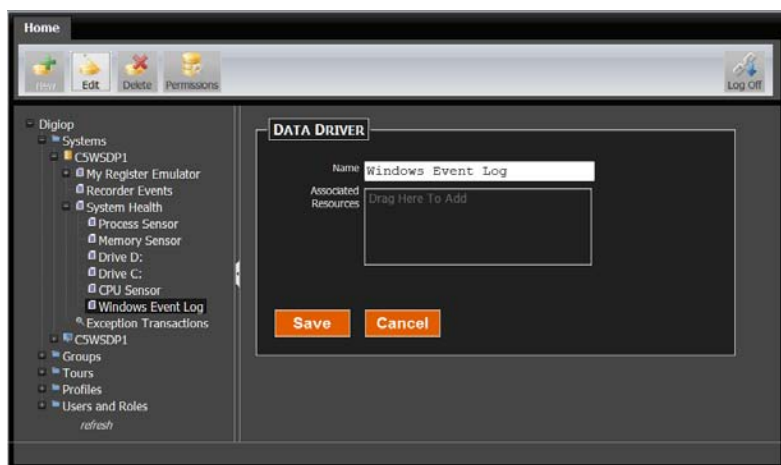 Home
New Edit Delete Permissions Log Off
Digiop
Systems
C5WSDP1
My Register Emulator
Recorder Events
System Health
Process Sensor
Memory Sensor
Drive D:
Drive C:
CPU Sensor
Windows Event Log
Exception Transactions
C5WSDP1
Groups
Tours
Profiles
Users and Roles
refresh
DATA DRIVER
Name Windows Event Log
Associated Resources Drag Here To Add
Save Cancel